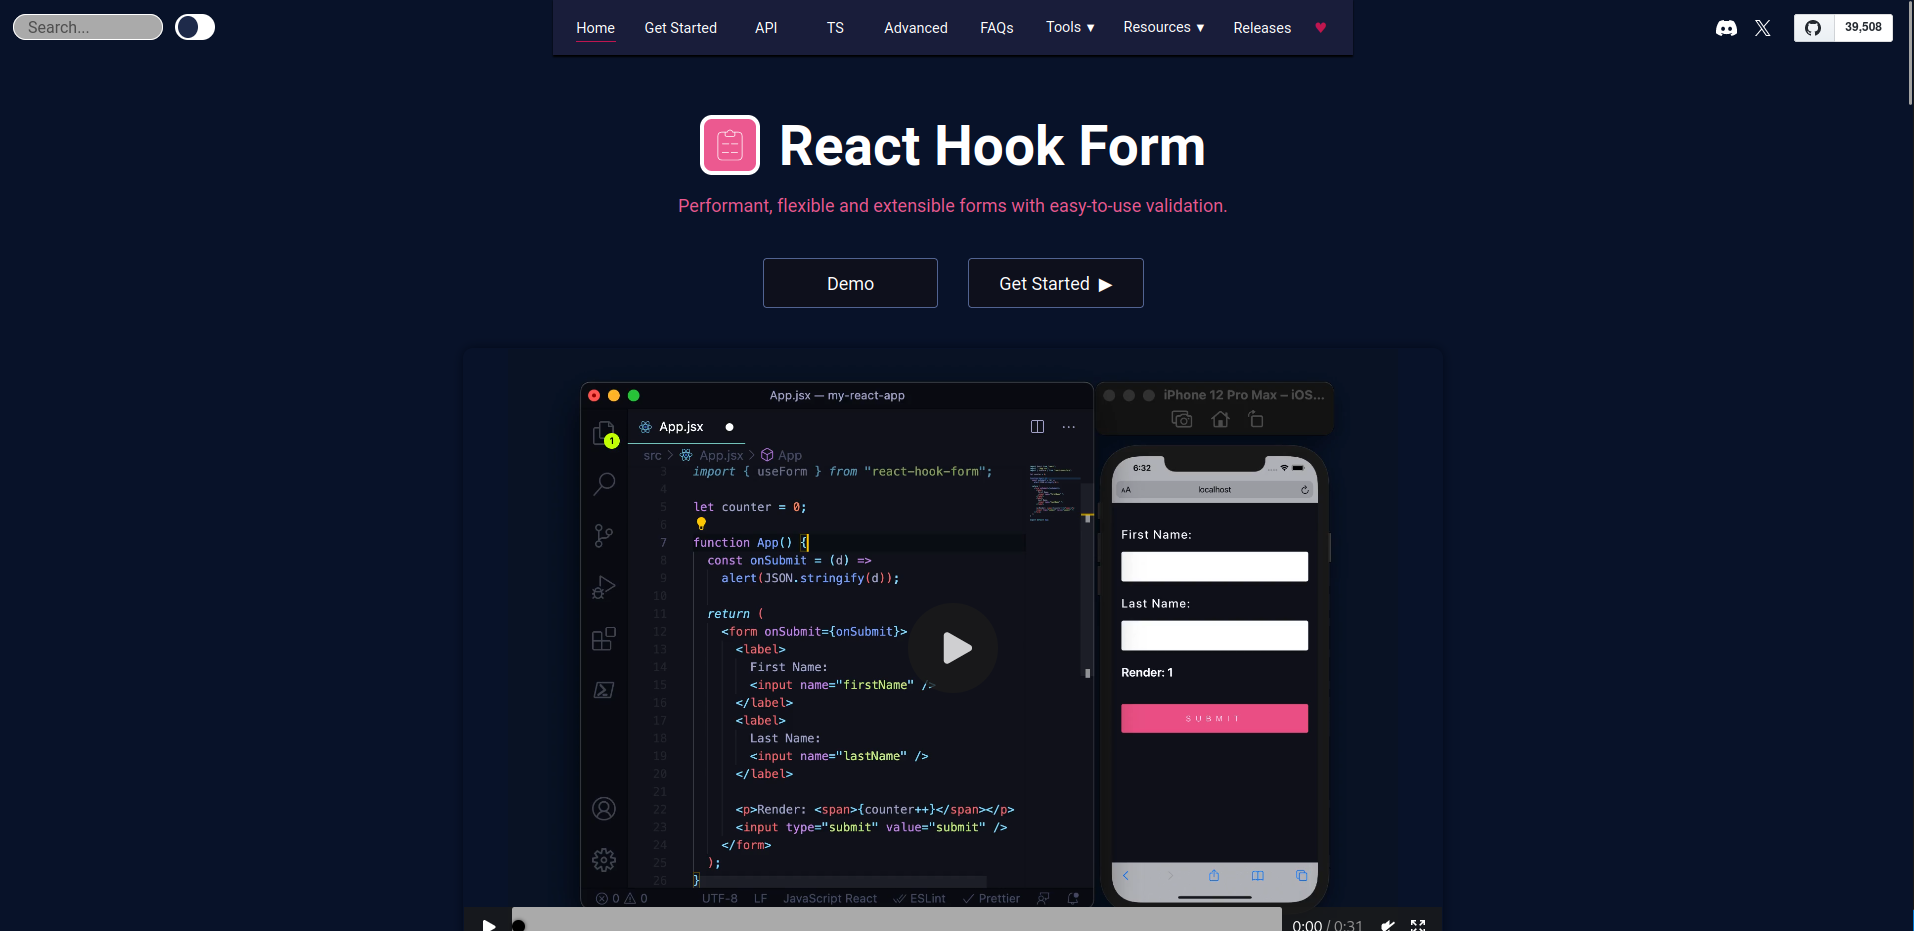 Search...
Home Get Started API TS Advanced FAQs Tools ▼ Resources ▼ Releases ♥
39,508
React Hook Form
Performant, flexible and extensible forms with easy-to-use validation.
Demo
Get Started ▶
App.jsx — my-react-app
App.jsx
1
src > App.jsx > App
3 import { useForm } from "react-hook-form";
4
5 let counter = 0;
6
7 function App() {
8 const onSubmit = (d) =>
9 alert(JSON.stringify(d));
10
11 return (
12 <form onSubmit={onSubmit}>
13 <label>
14 First Name:
15 <input name="firstName" />
16 </label>
17 <label>
18 Last Name:
19 <input name="lastName" />
20 </label>
21
22 <p>Render: <span>{counter++}</span></p>
23 <input type="submit" value="submit" />
24 </form>
25 );
26 }
0 0 UTF-8 LF JavaScript React ESLint Prettier
iPhone 12 Pro Max – iOS...
6:32
AA localhost
First Name:
Last Name:
Render: 1
SUBMIT
0:00 / 0:31